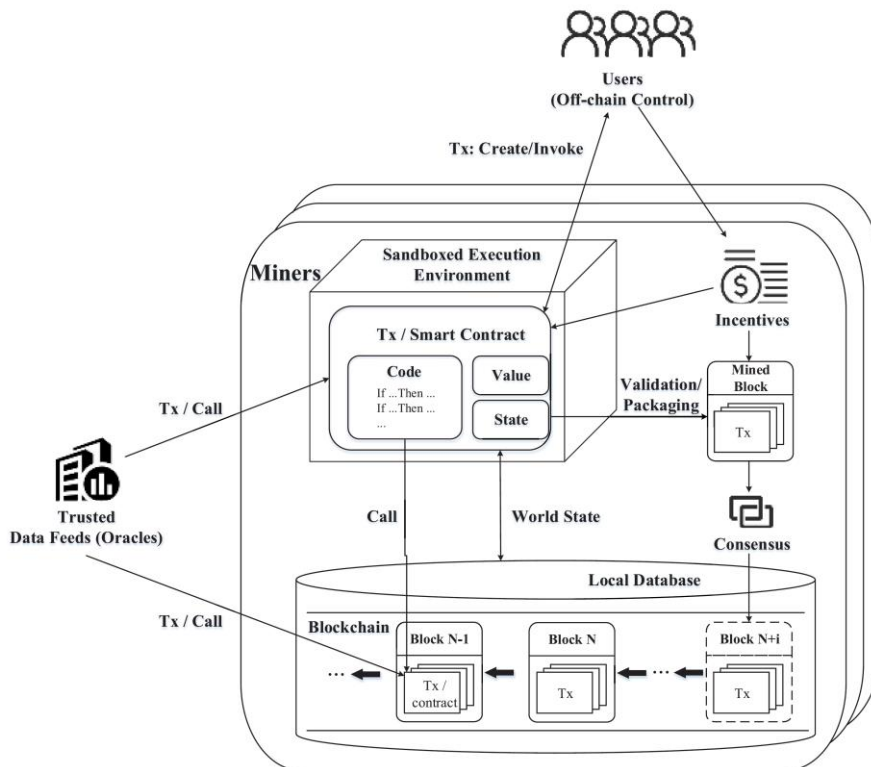 Users
(Off-chain Control)
Tx: Create/Invoke
Sandboxed Execution
Environment
Miners
Tx / Smart Contract
Code
If ...Then ...
If ...Then ...
...
Value
State
Incentives
Validation/
Packaging
Mined
Block
Tx
Tx / Call
Trusted
Data Feeds (Oracles)
Call
World State
Consensus
Tx / Call
Local Database
Blockchain
Block N-1
Block N
Block N+i
...
Tx /
contract
Tx
...
Tx